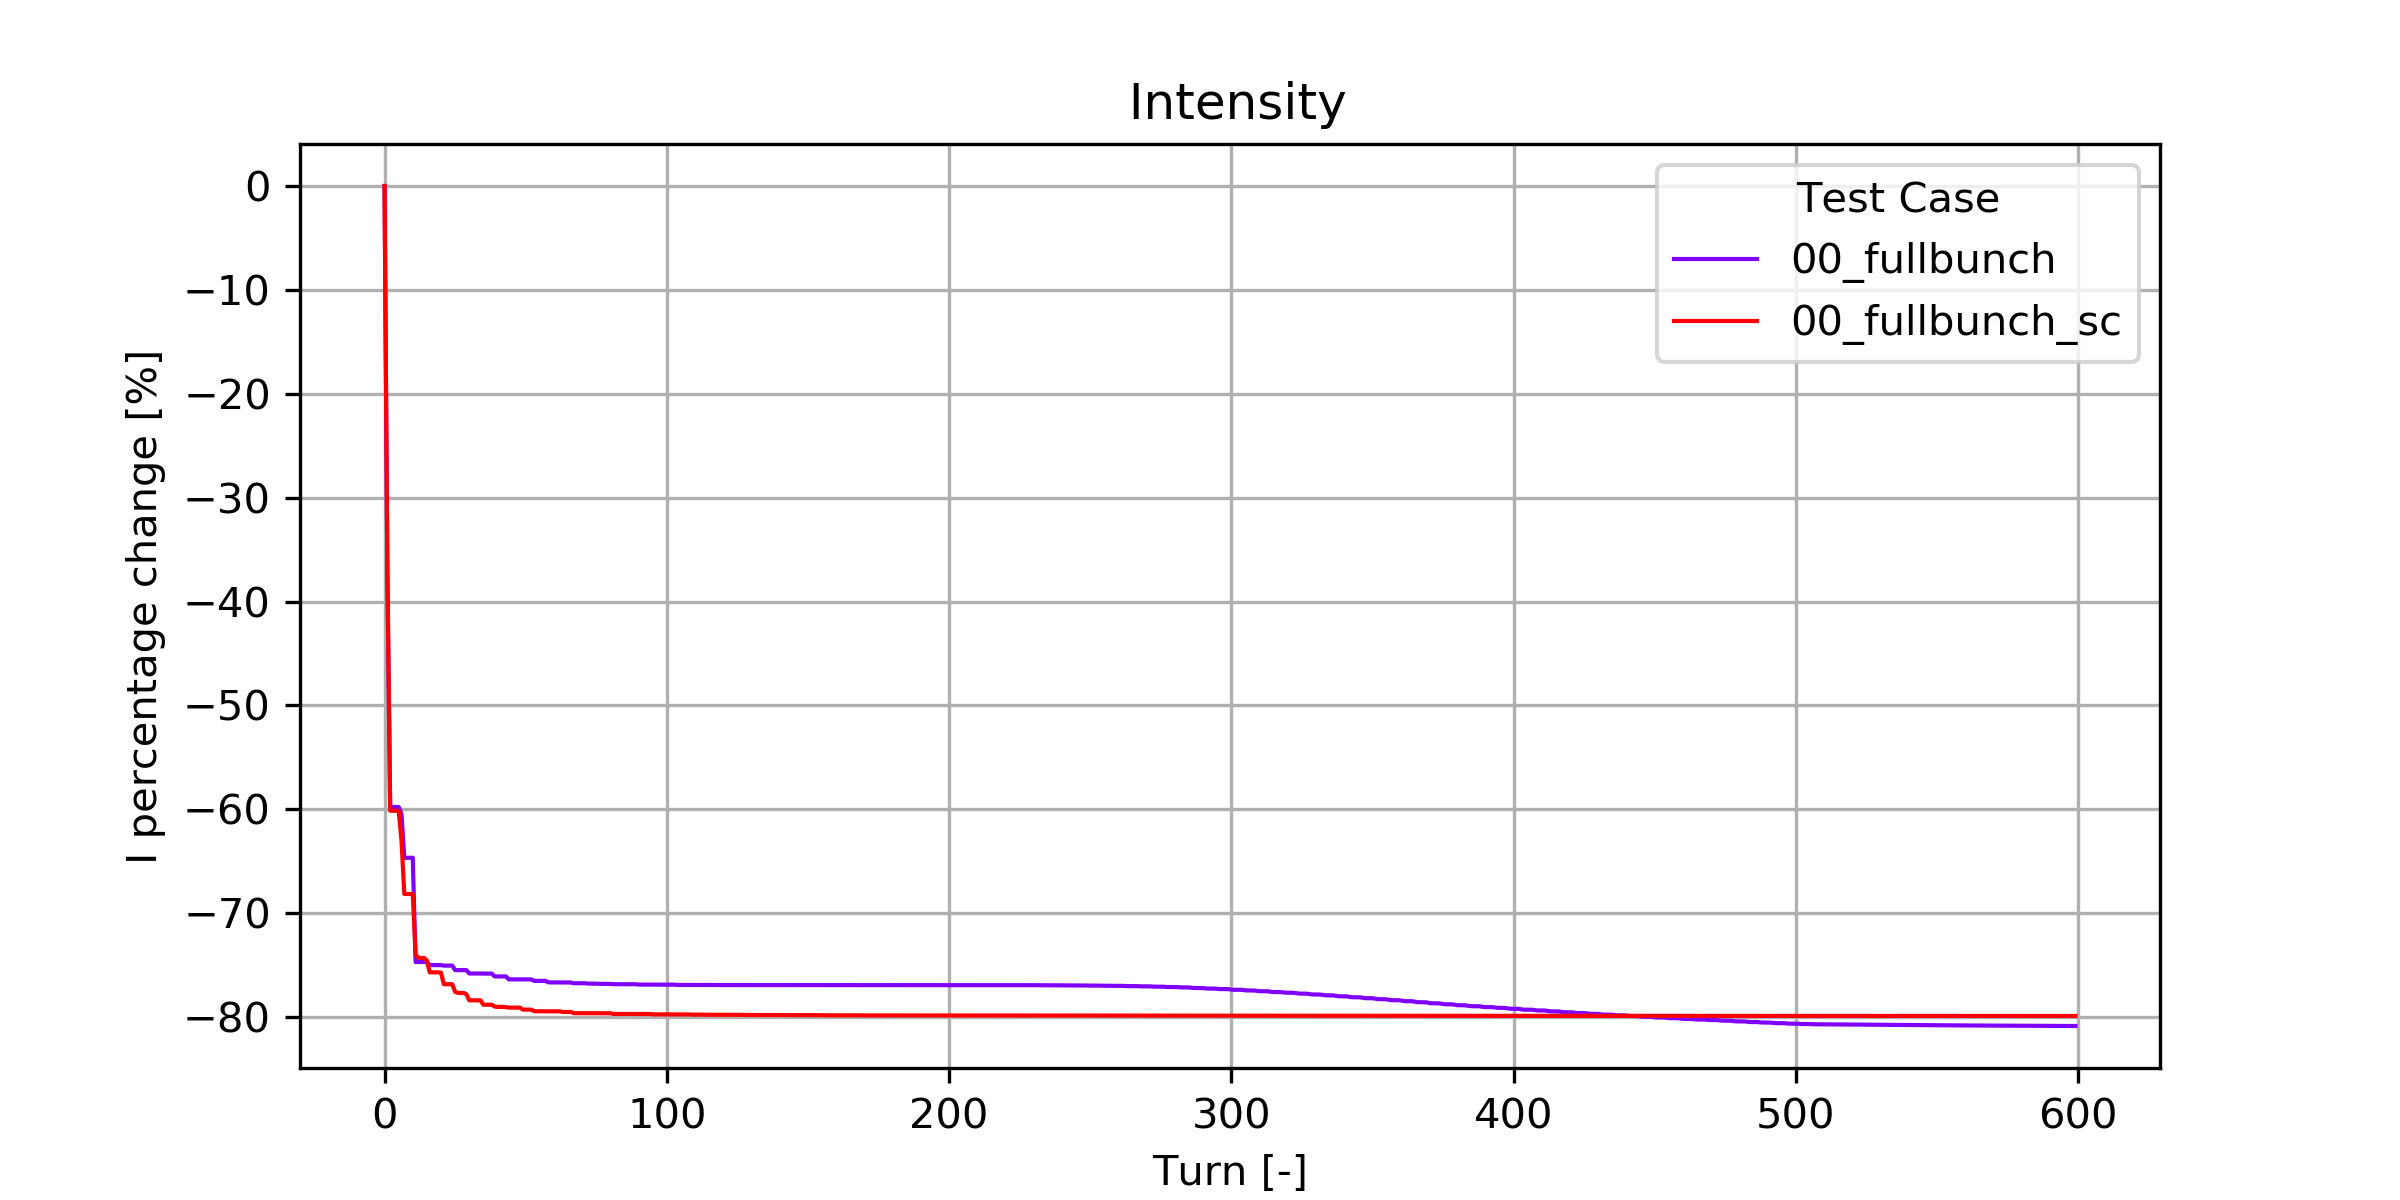 Intensity
Test Case
00_fullbunch
00_fullbunch_sc
I percentage change [%]
0
−10
−20
−30
−40
−50
−60
−70
−80
0 100 200 300 400 500 600
Turn [-]